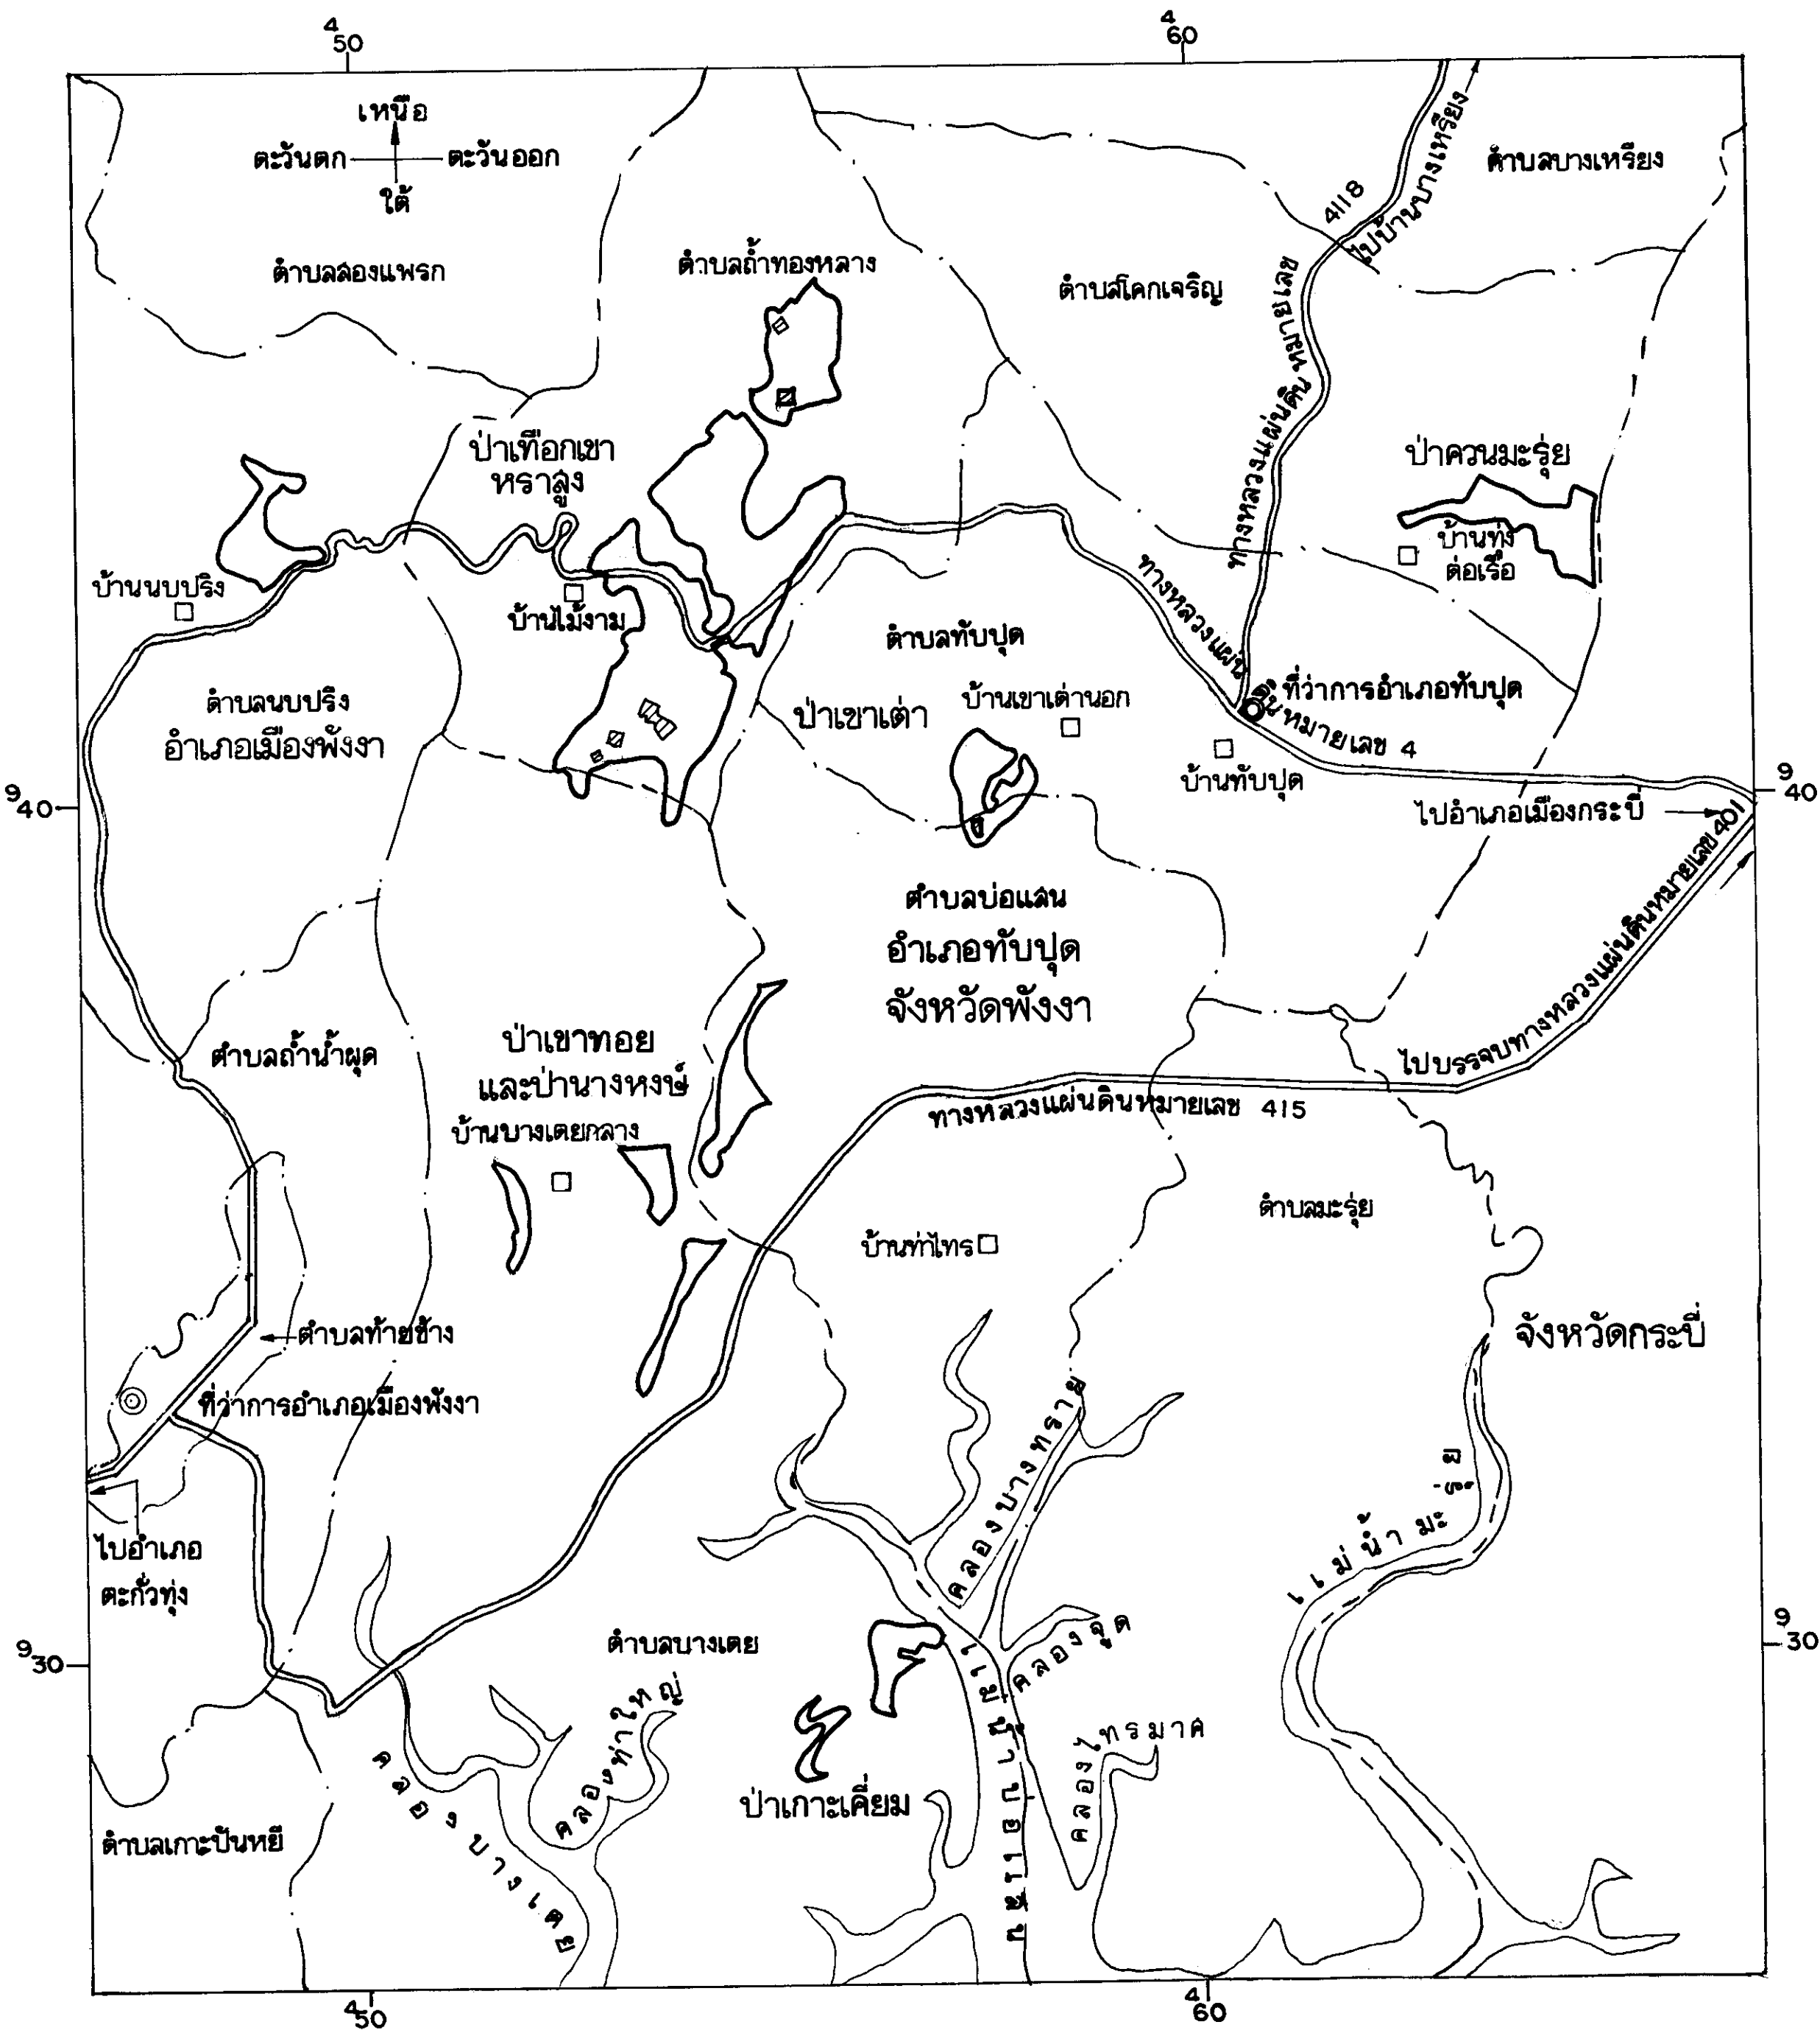 4
50
4
60
เหนือ
ตะวันตก
ตะวันออก
ใต้
ตำบลบางเหรียง
4118
ไปบ้านบางเหรียง
ตำบลสองแพรก
ตำบลถ้ำทองหลาง
ตำบลโคกเจริญ
ทางหลวงแผ่นดินหมายเลข
ป่าเทือกเขา
หราสูง
ป่าควนมะรุ่ย
บ้านทุ่ง
ต่อเรือ
บ้านนบปริง
บ้านไม้งาม
ตำบลทับปุด
ทางหลวงแผ่นดินหมายเลข 4
ที่ว่าการอำเภอทับปุด
ตำบลนบปริง
อำเภอเมืองพังงา
ป่าเขาเต่า
บ้านเขาเต่านอก
บ้านทับปุด
9
40
9
40
ไปอำเภอเมืองกระบี่
ตำบลบ่อแสน
อำเภอทับปุด
จังหวัดพังงา
ไปบรรจบทางหลวงแผ่นดินหมายเลข 401
ตำบลถ้ำน้ำผุด
ป่าเขาทอย
และป่านางหงษ์
บ้านบางเตยกลาง
ทางหลวงแผ่นดินหมายเลข 415
ตำบลมะรุ่ย
บ้านท่าไทร
ตำบลท้ายช้าง
จังหวัดกระบี่
ที่ว่าการอำเภอเมืองพังงา
คลองบางทราย
แม่น้ำมะรุ่ย
ไปอำเภอ
ตะกั่วทุ่ง
9
30
9
30
ตำบลบางเตย
คลองจูด
แม่น้ำบ่อแสน
คลองท่าใหญ่
คลองไทรมาค
คลองบางเตย
ป่าเกาะเคี่ยม
ตำบลเกาะปันหยี
4
50
4
60